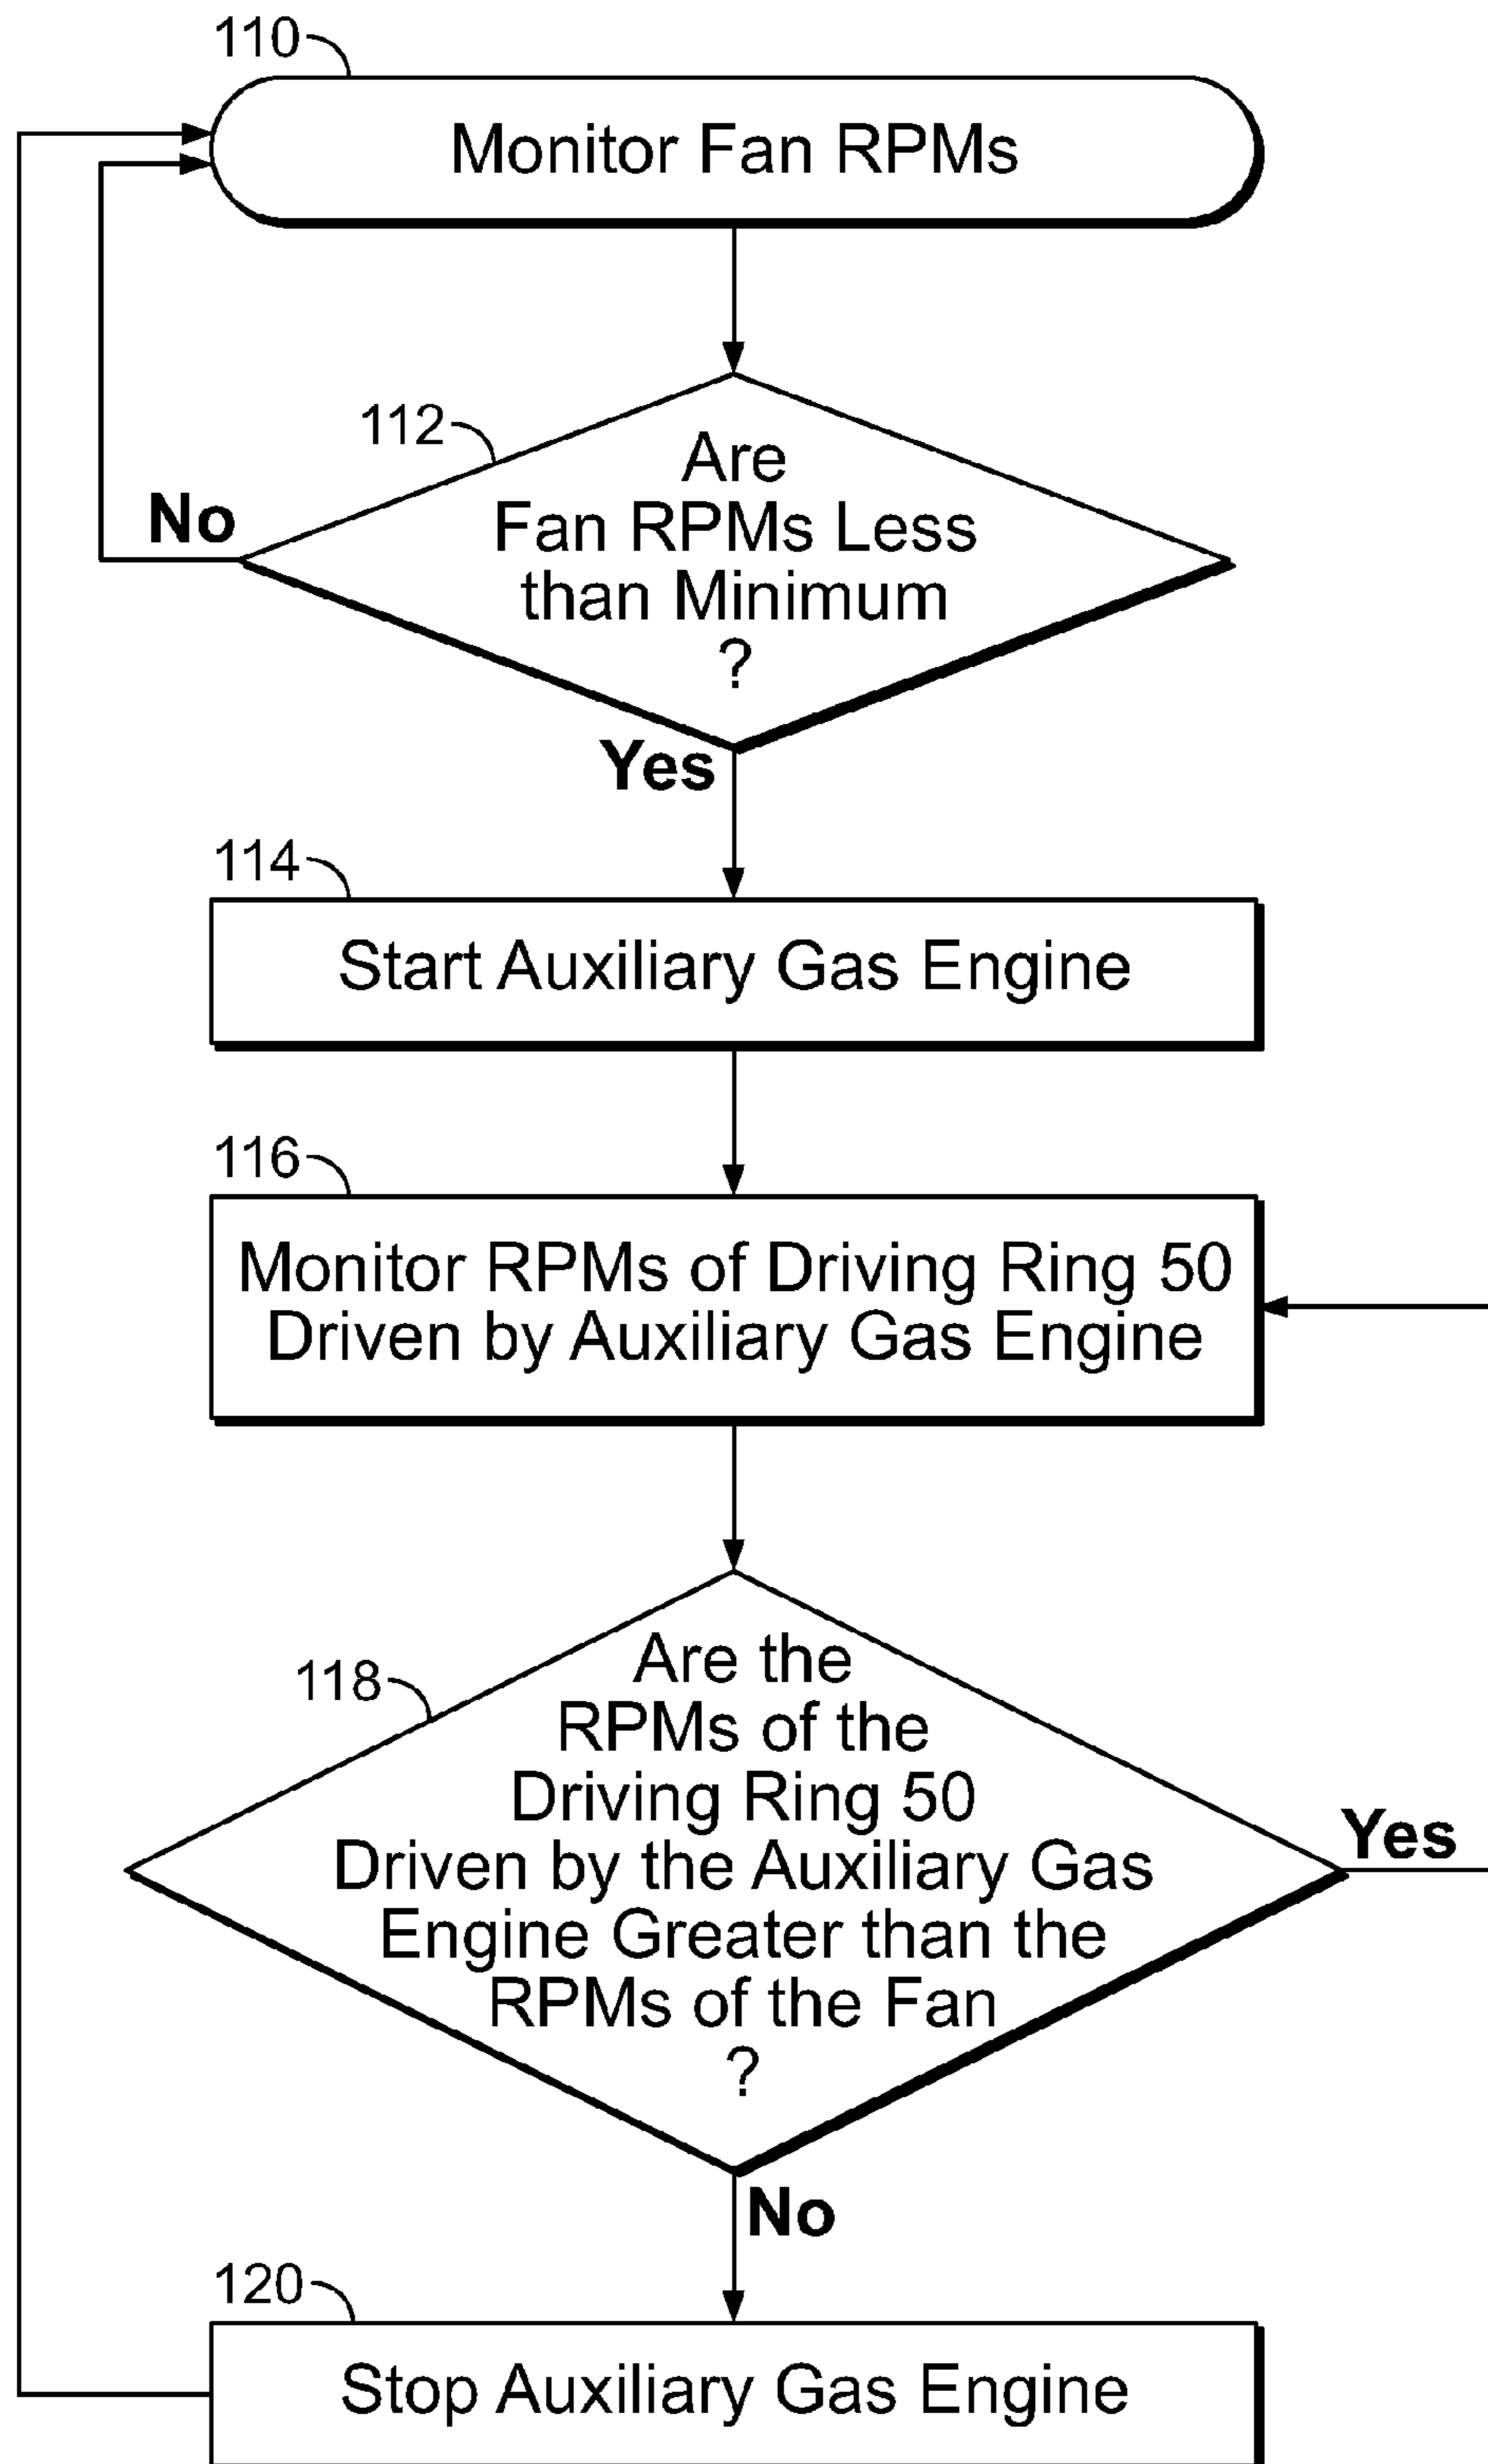 110
Monitor Fan RPMs
112
Are
Fan RPMs Less
than Minimum
?
No
Yes
114
Start Auxiliary Gas Engine
116
Monitor RPMs of Driving Ring 50
Driven by Auxiliary Gas Engine
118
Are the
RPMs of the
Driving Ring 50
Driven by the Auxiliary Gas
Engine Greater than the
RPMs of the Fan
?
Yes
No
120
Stop Auxiliary Gas Engine